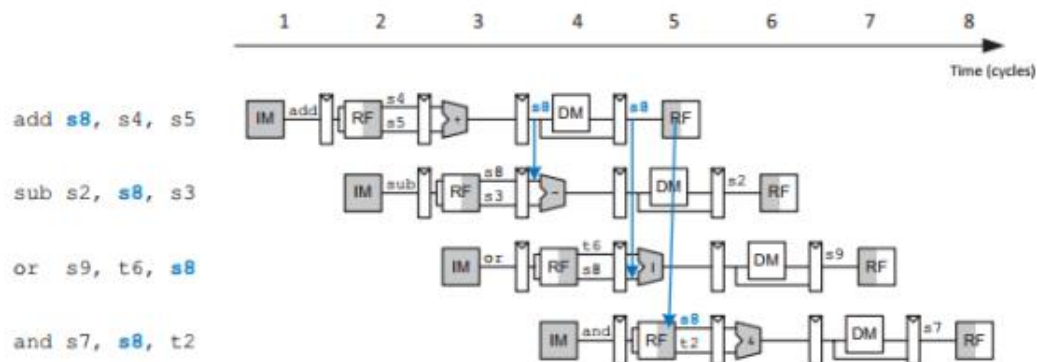 1 2 3 4 5 6 7 8
Time (cycles)
add s8, s4, s5 IM add RF s4 s5 + s8 DM s8 RF
sub s2, s8, s3 IM sub RF s8 s3 - DM s2 RF
or s9, t6, s8 IM or RF t6 s8 | DM s9 RF
and s7, s8, t2 IM and RF s8 t2 & DM s7 RF